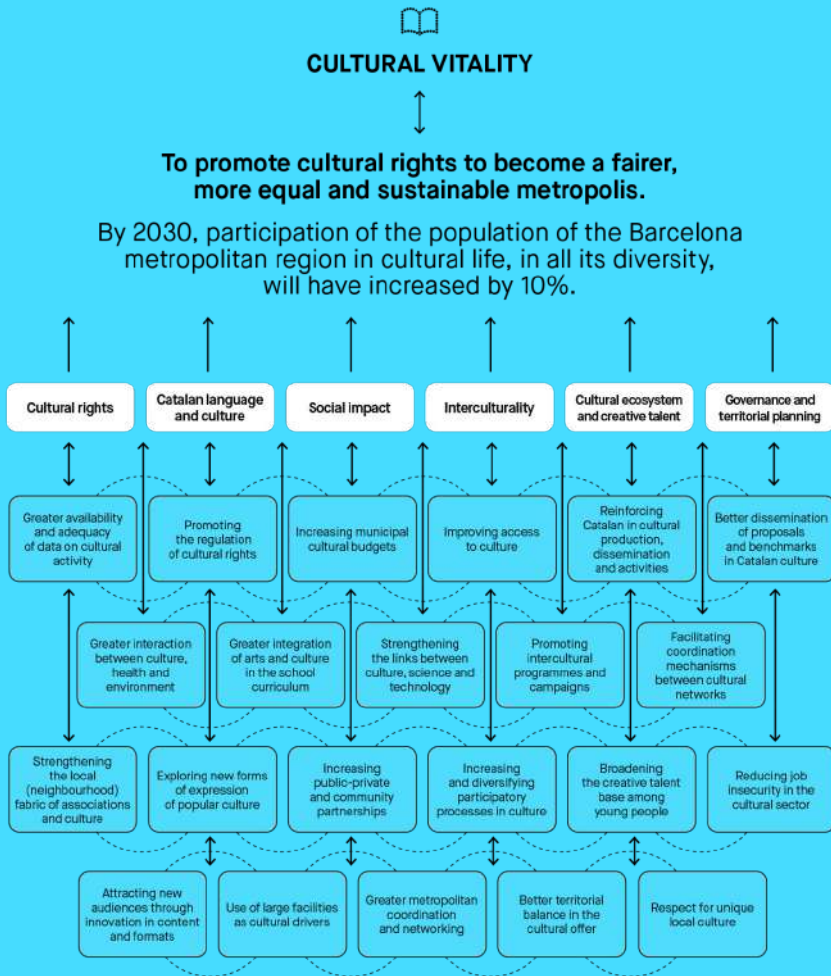 CULTURAL VITALITY
To promote cultural rights to become a fairer,
more equal and sustainable metropolis.
By 2030, participation of the population of the Barcelona
metropolitan region in cultural life, in all its diversity,
will have increased by 10%.
Cultural rights
Catalan language
and culture
Social impact
Interculturality
Cultural ecosystem
and creative talent
Governance and
territorial planning
Greater availability
and adequacy
of data on cultural
activity
Promoting
the regulation
of cultural rights
Increasing municipal
cultural budgets
Improving access
to culture
Reinforcing
Catalan in cultural
production,
dissemination
and activities
Better dissemination
of proposals
and benchmarks
in Catalan culture
Greater interaction
between culture,
health and
environment
Greater integration
of arts and culture
in the school
curriculum
Strengthening
the links between
culture, science and
technology
Promoting
intercultural
programmes and
campaigns
Facilitating
coordination
mechanisms
between cultural
networks
Strengthening
the local
(neighbourhood)
fabric of associations
and culture
Exploring new forms
of expression
of popular culture
Increasing
public-private
and community
partnerships
Increasing
and diversifying
participatory
processes in culture
Broadening
the creative talent
base among
young people
Reducing job
insecurity in the
cultural sector
Attracting new
audiences through
innovation in content
and formats
Use of large facilities
as cultural drivers
Greater metropolitan
coordination
and networking
Better territorial
balance in the
cultural offer
Respect for unique
local culture